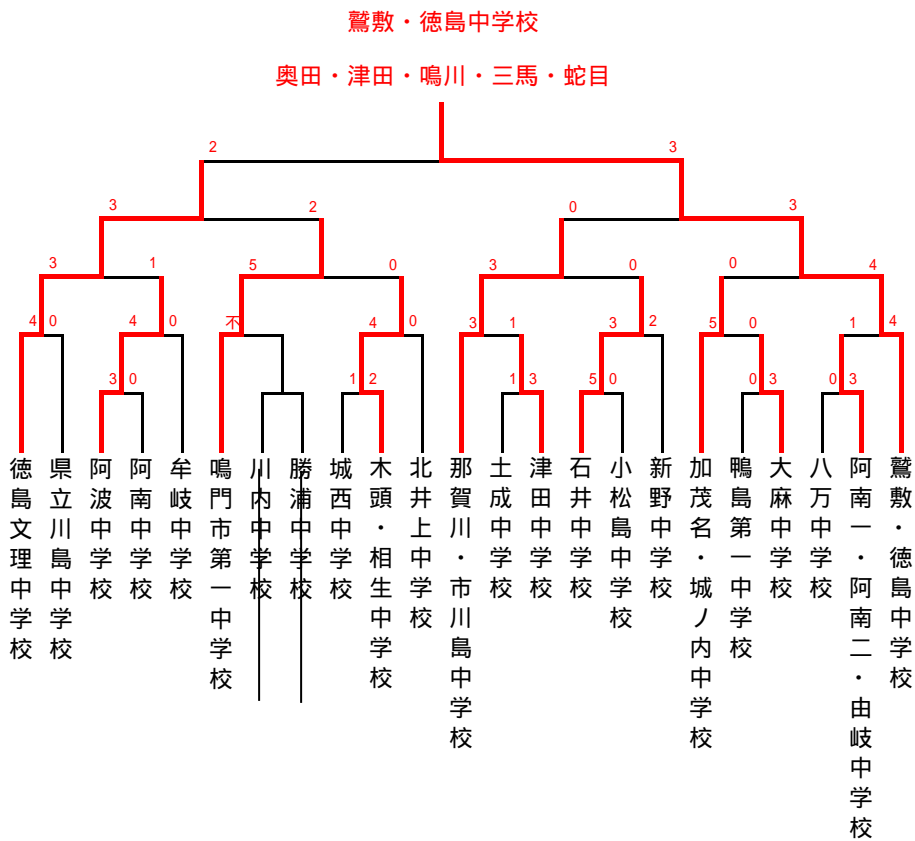 鷲敷・徳島中学校
奥田・津田・鳴川・三馬・蛇目
2 3
3 2 0 3
3 1 5 0 3 0 0 4
4 0 4 0 不 4 0 3 1 3 2 5 0 1 4
3 0 1 2 1 3 5 0 0 3 0 3
徳島文理中学校
県立川島中学校
阿波中学校
阿南中学校
牟岐中学校
鳴門市第一中学校
川内中学校
勝浦中学校
城西中学校
木頭・相生中学校
北井上中学校
那賀川・市川島中学校
土成中学校
津田中学校
石井中学校
小松島中学校
新野中学校
加茂名・城ノ内中学校
鴨島第一中学校
大麻中学校
八万中学校
阿南一・阿南二・由岐中学校
鷲敷・徳島中学校